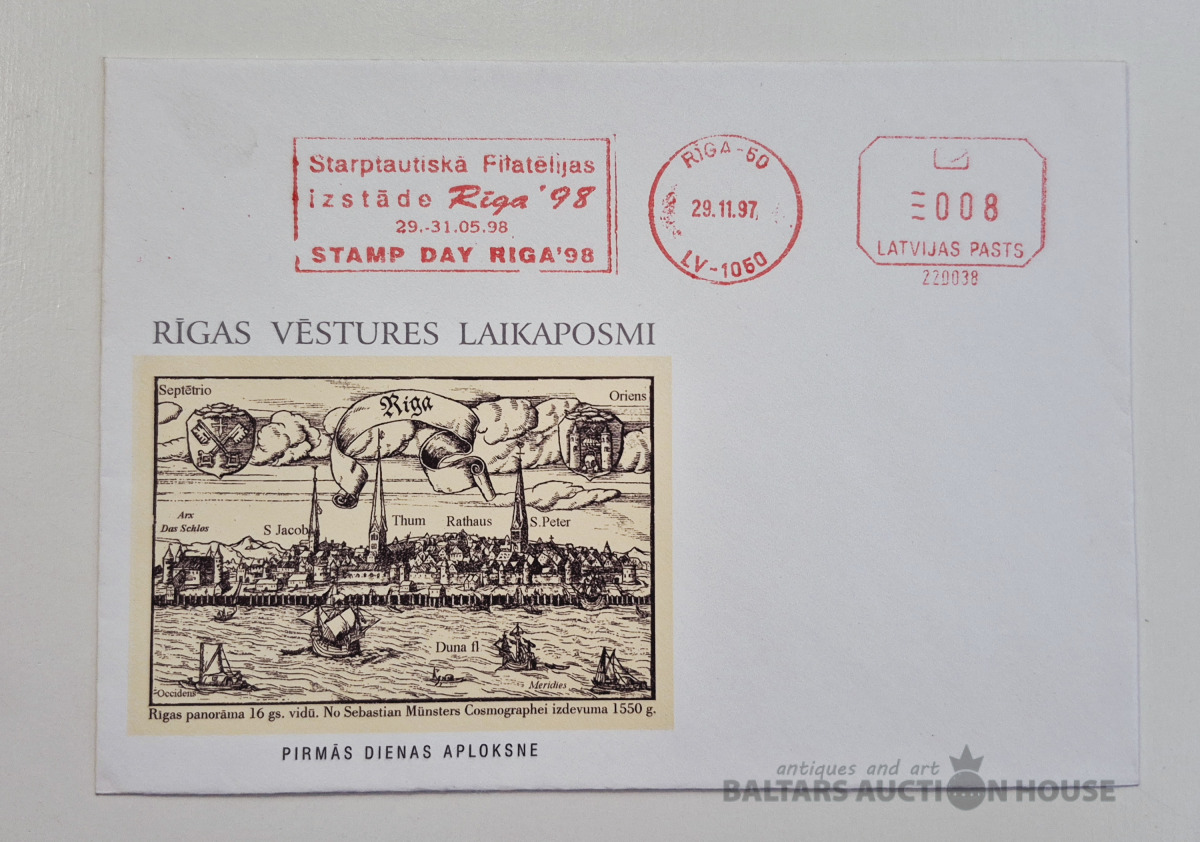 Starptautiskā Filatēlijas
izstāde Rīga '98
29.-31.05.98
STAMP DAY RIGA'98
RĪGA-50
29.11.97
LV-1050
008
LATVIJAS PASTS
220038
RĪGAS VĒSTURES LAIKAPOSMI
Septētrio
Riga
Oriens
Arx
Das Schlos
S Jacob
Thum
Rathaus
S.Peter
Duna fl
Occidens
Meridies
Rīgas panorāma 16 gs. vidū. No Sebastian Münsters Cosmographei izdevuma 1550 g.
PIRMĀS DIENAS APLOKSNE
antiques and art
BALTARS AUCTION HOUSE